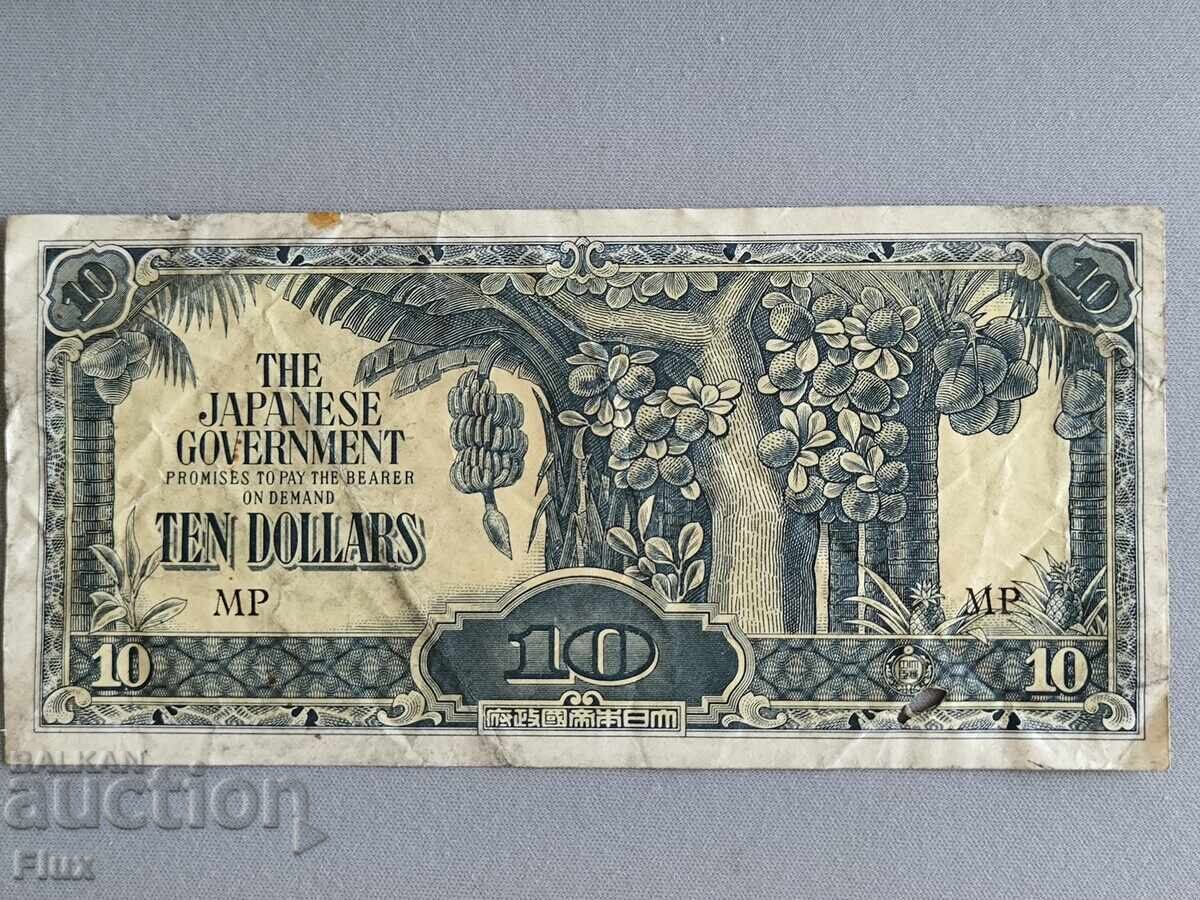 10
10
THE
JAPANESE
GOVERNMENT
PROMISES TO PAY THE BEARER
ON DEMAND
TEN DOLLARS
MP
MP
10
10
10
府政國帝本日大
BALKAN
auction
Flux